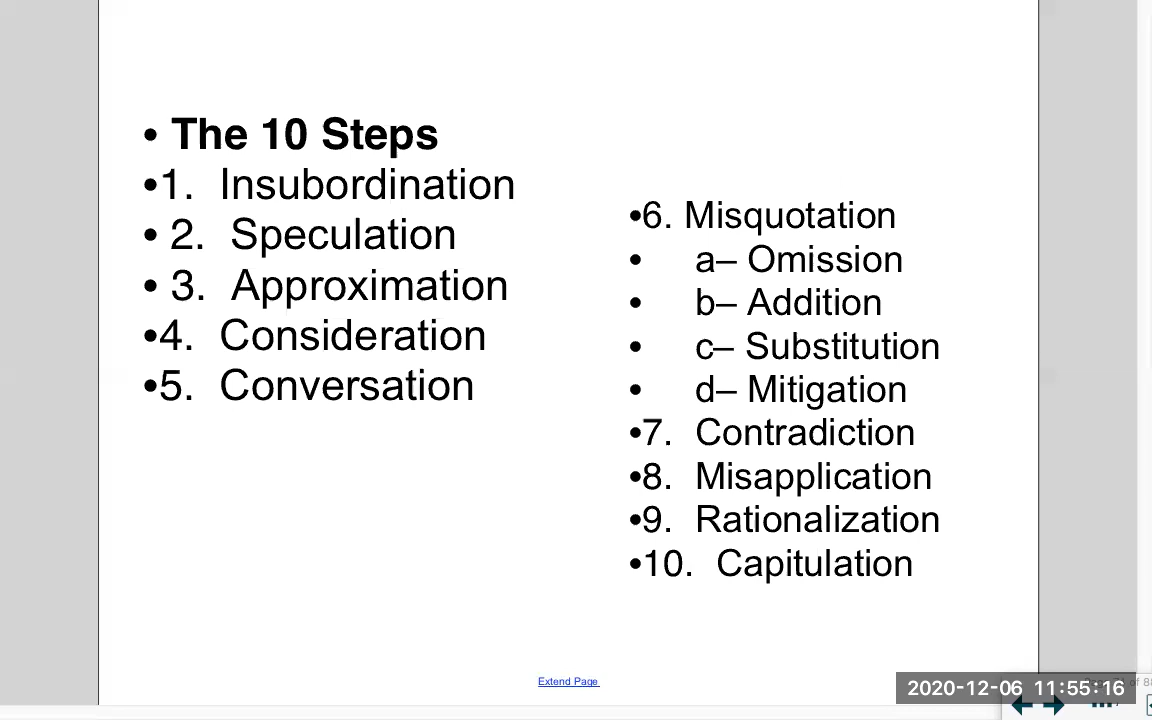 • The 10 Steps
•1. Insubordination
• 2. Speculation
• 3. Approximation
•4. Consideration
•5. Conversation
•6. Misquotation
• a– Omission
• b– Addition
• c– Substitution
• d– Mitigation
•7. Contradiction
•8. Misapplication
•9. Rationalization
•10. Capitulation
Extend Page
2020-12-06 11:55:16